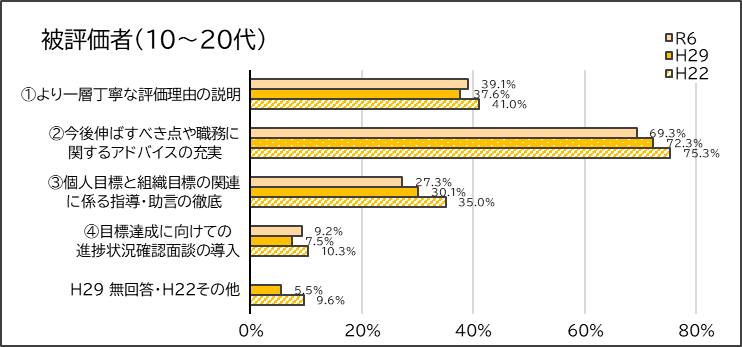 被評価者(10～20代)
R6
H29
H22
①より一層丁寧な評価理由の説明
39.1%
37.6%
41.0%
②今後伸ばすべき点や職務に
関するアドバイスの充実
69.3%
72.3%
75.3%
③個人目標と組織目標の関連
に係る指導・助言の徹底
27.3%
30.1%
35.0%
④目標達成に向けての
進捗状況確認面談の導入
9.2%
7.5%
10.3%
H29 無回答・H22その他
5.5%
9.6%
0% 20% 40% 60% 80%